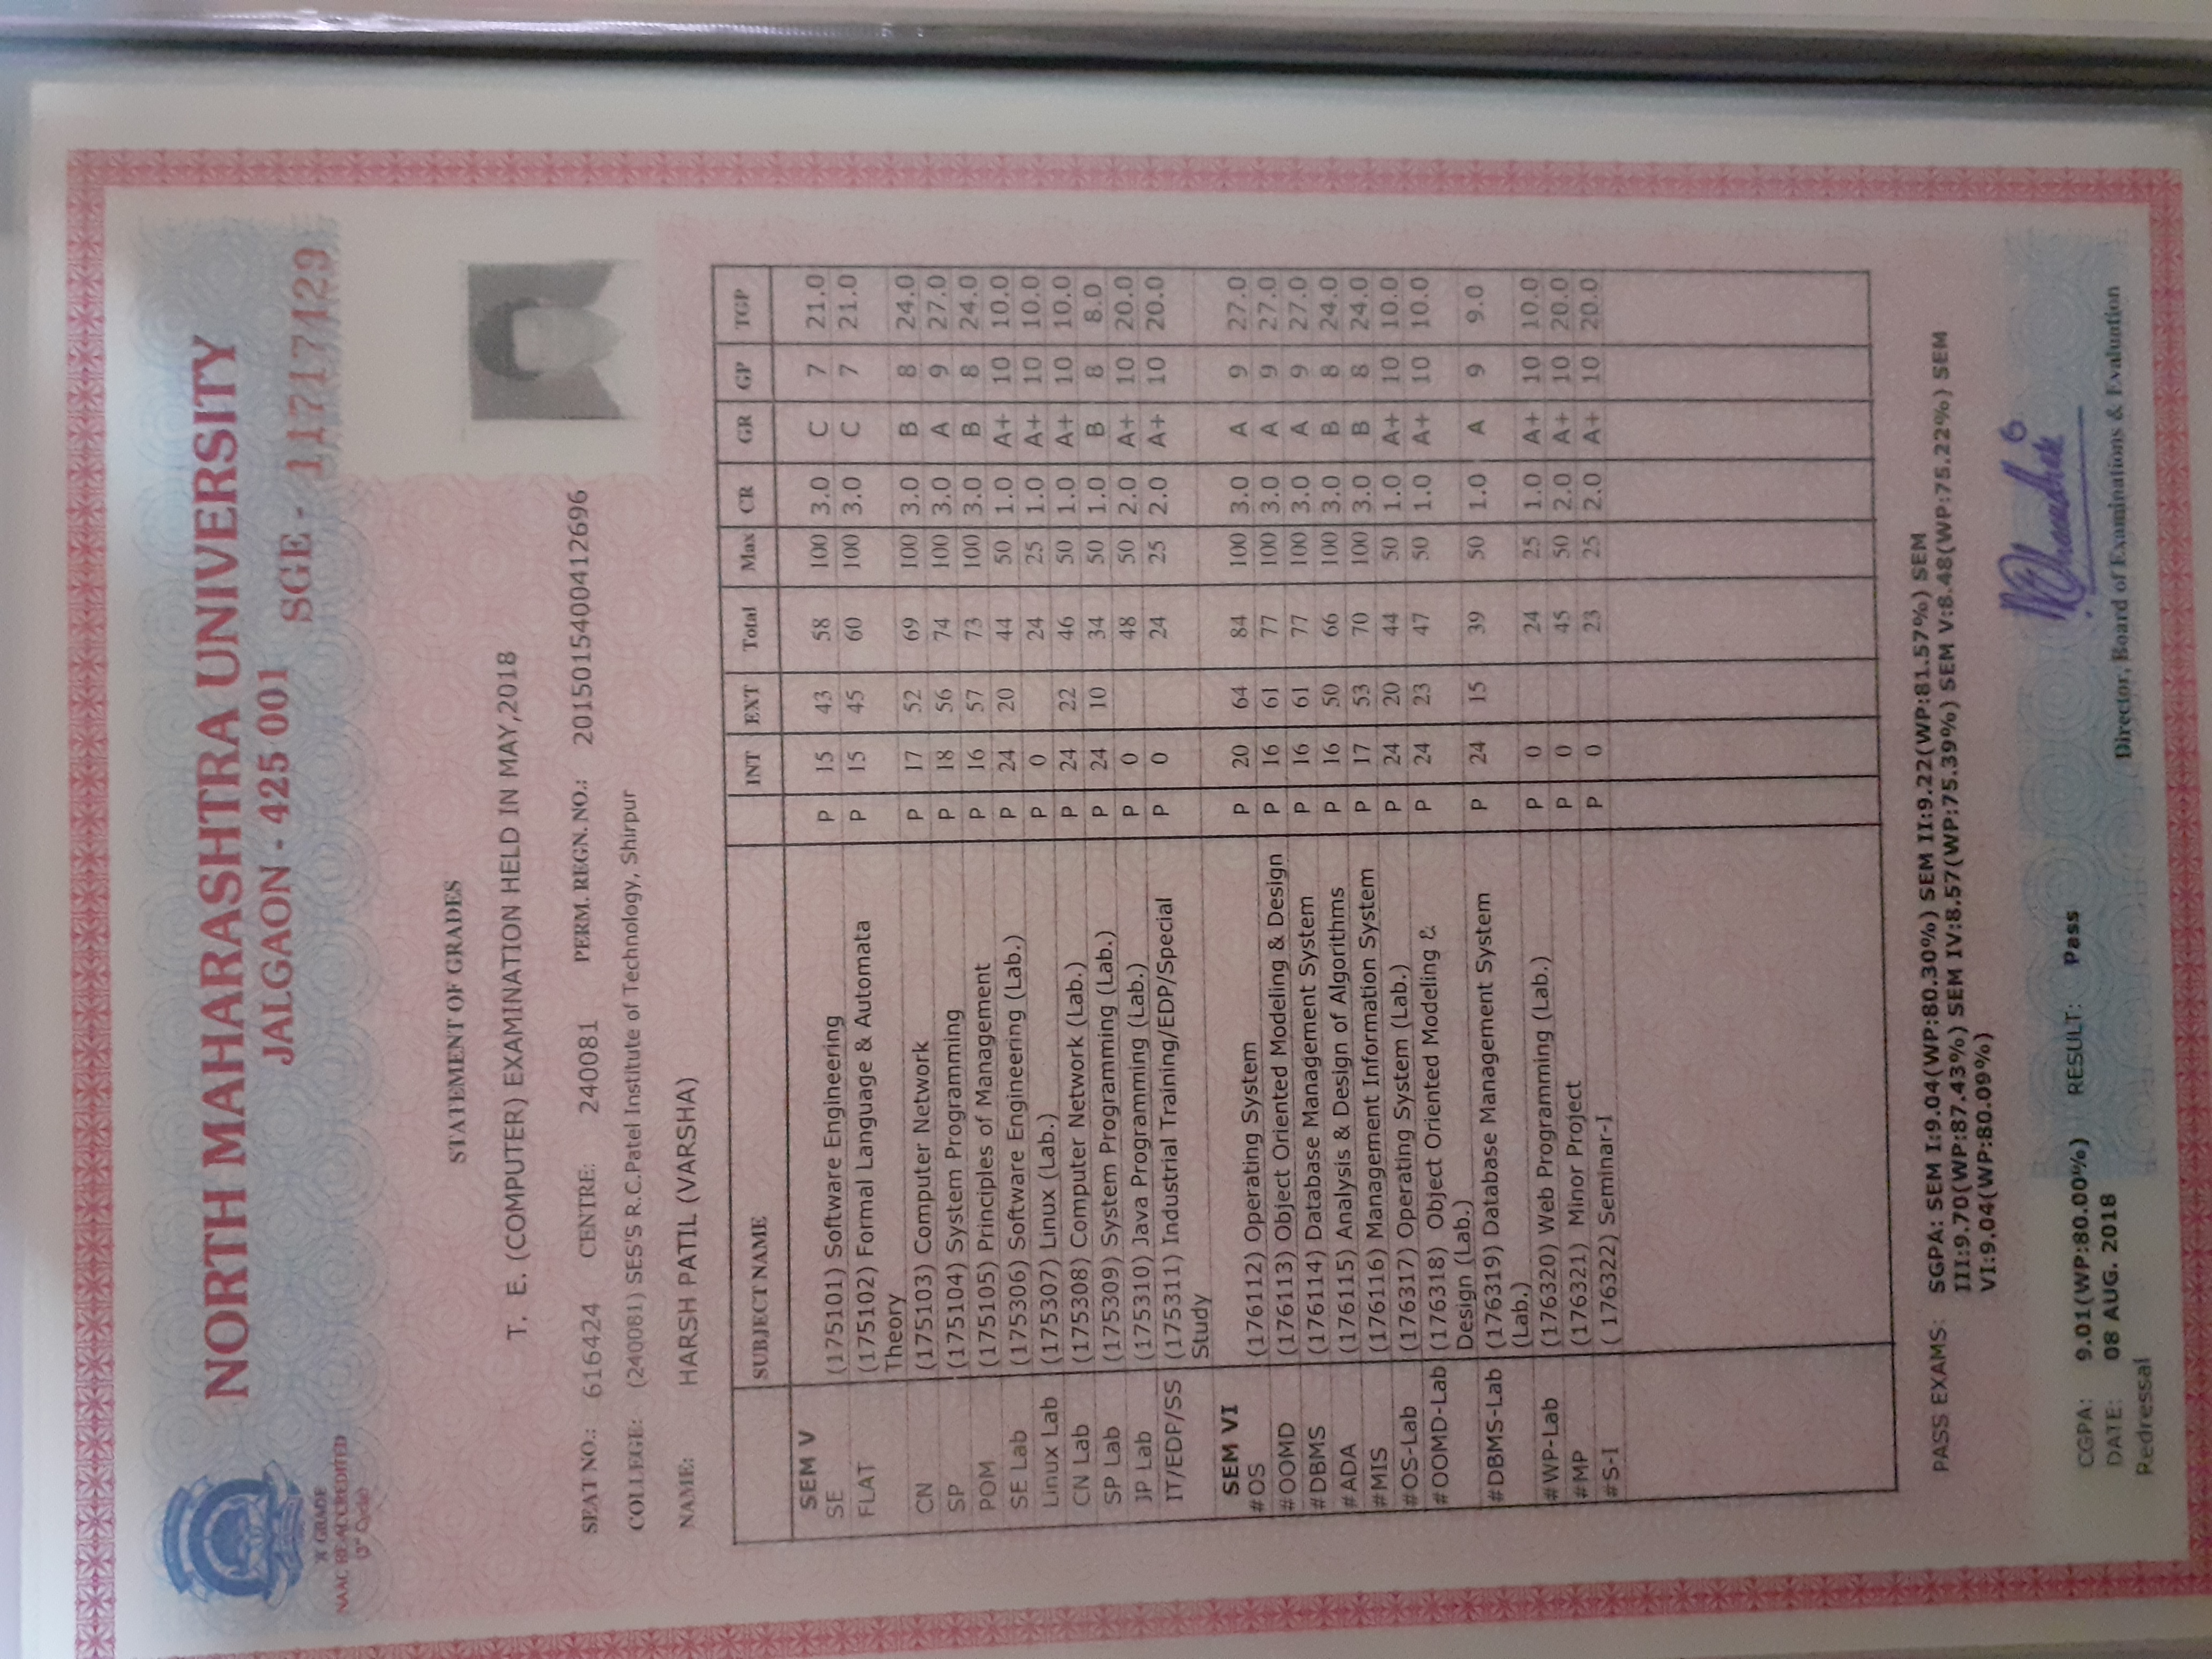 NORTH MAHARASHTRA UNIVERSITY
JALGAON - 425 001
SGE - 11717429
'A' GRADE
NAAC RE-ACCREDITED
(3rd Cycle)
STATEMENT OF GRADES
T. E. (COMPUTER) EXAMINATION HELD IN MAY,2018
SEAT NO.: 616424 CENTRE: 240081 PERM. REGN. NO.: 2015015400412696
COLLEGE: (240081) SES'S R.C.Patel Institute of Technology, Shirpur
NAME: HARSH PATIL (VARSHA)
SUBJECT NAME INT EXT Total Max CR GR GP TGP
SEM V
SE (175101) Software Engineering P 15 43 58 100 3.0 C 7 21.0
FLAT (175102) Formal Language & Automata P 15 45 60 100 3.0 C 7 21.0
Theory
CN (175103) Computer Network P 17 52 69 100 3.0 B 8 24.0
SP (175104) System Programming P 18 56 74 100 3.0 A 9 27.0
POM (175105) Principles of Management P 16 57 73 100 3.0 B 8 24.0
SE Lab (175306) Software Engineering (Lab.) P 24 20 44 50 1.0 A+ 10 10.0
Linux Lab (175307) Linux (Lab.) P 0 24 25 1.0 A+ 10 10.0
CN Lab (175308) Computer Network (Lab.) P 24 22 46 50 1.0 A+ 10 10.0
SP Lab (175309) System Programming (Lab.) P 24 10 34 50 1.0 B 8 8.0
JP Lab (175310) Java Programming (Lab.) P 0 48 50 2.0 A+ 10 20.0
IT/EDP/SS (175311) Industrial Training/EDP/Special P 0 24 25 2.0 A+ 10 20.0
Study
SEM VI
#OS (176112) Operating System P 20 64 84 100 3.0 A 9 27.0
#OOMD (176113) Object Oriented Modeling & Design P 16 61 77 100 3.0 A 9 27.0
#DBMS (176114) Database Management System P 16 61 77 100 3.0 A 9 27.0
#ADA (176115) Analysis & Design of Algorithms P 16 50 66 100 3.0 B 8 24.0
#MIS (176116) Management Information System P 17 53 70 100 3.0 B 8 24.0
#OS-Lab (176317) Operating System (Lab.) P 24 20 44 50 1.0 A+ 10 10.0
#OOMD-Lab (176318) Object Oriented Modeling & P 24 23 47 50 1.0 A+ 10 10.0
Design (Lab.)
#DBMS-Lab (176319) Database Management System P 24 15 39 50 1.0 A 9 9.0
(Lab.)
#WP-Lab (176320) Web Programming (Lab.) P 0 24 25 1.0 A+ 10 10.0
#MP (176321) Minor Project P 0 45 50 2.0 A+ 10 20.0
#S-I ( 176322) Seminar-I P 0 23 25 2.0 A+ 10 20.0
PASS EXAMS: SGPA: SEM I:9.04(WP:80.30%) SEM II:9.22(WP:81.57%) SEM
III:9.70(WP:87.43%) SEM IV:8.57(WP:75.39%) SEM V:8.48(WP:75.22%) SEM
VI:9.04(WP:80.09%)
CGPA: 9.01(WP:80.00%) RESULT: Pass
DATE: 08 AUG. 2018
Director, Board of Examinations & Evaluation
Redressal